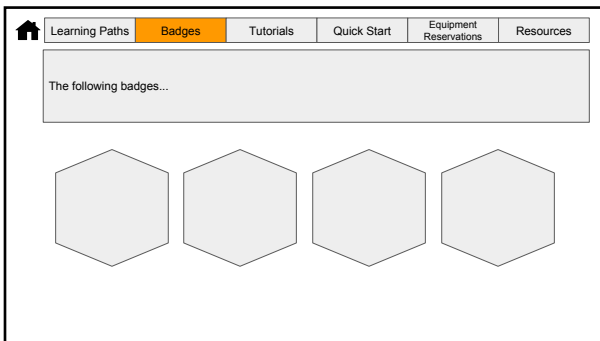 Learning Paths
Badges
Tutorials
Quick Start
Equipment
Reservations
Resources
The following badges...